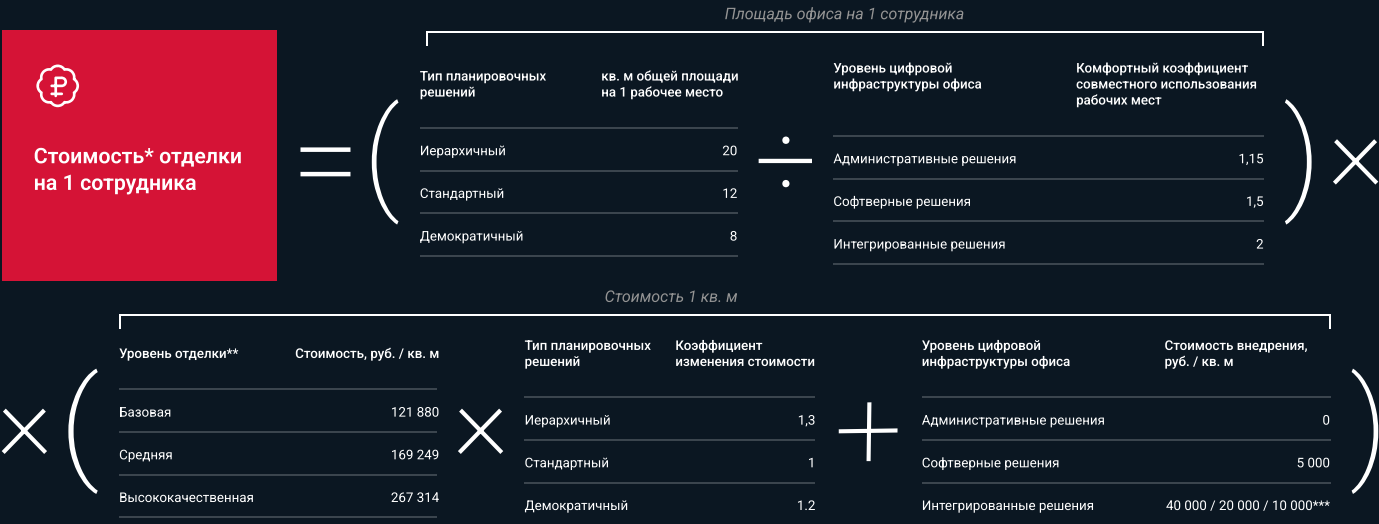 Площадь офиса на 1 сотрудника
Стоимость* отделки
на 1 сотрудника
=
(
Тип планировочных
решений
кв. м общей площади
на 1 рабочее место
Иерархичный 20
Стандартный 12
Демократичный 8
÷
Уровень цифровой
инфраструктуры офиса
Комфортный коэффициент
совместного использования
рабочих мест
Административные решения 1,15
Софтверные решения 1,5
Интегрированные решения 2
)
×
Стоимость 1 кв. м
×
(
Уровень отделки** Стоимость, руб. / кв. м
Базовая 121 880
Средняя 169 249
Высококачественная 267 314
×
Тип планировочных
решений
Коэффициент
изменения стоимости
Иерархичный 1,3
Стандартный 1
Демократичный 1.2
+
Уровень цифровой
инфраструктуры офиса
Стоимость внедрения,
руб. / кв. м
Административные решения 0
Софтверные решения 5 000
Интегрированные решения 40 000 / 20 000 / 10 000***
)